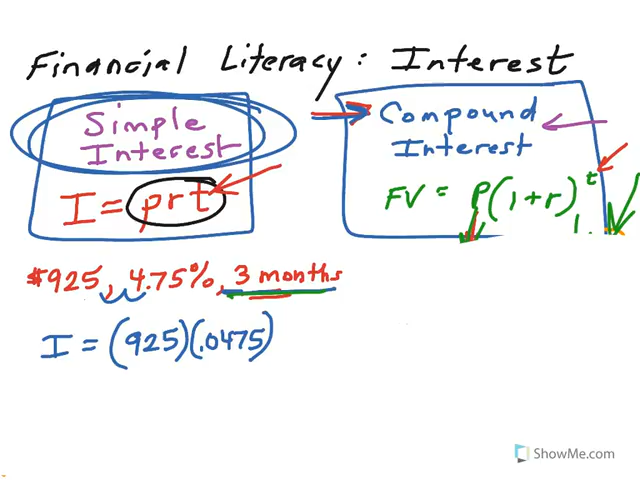 Financial Literacy: Interest
Simple
Interest
I = prt
Compound
Interest
FV = P(1+r)^t
1.
$925, 4.75%, 3 months
I = (925)(.0475)
ShowMe.com